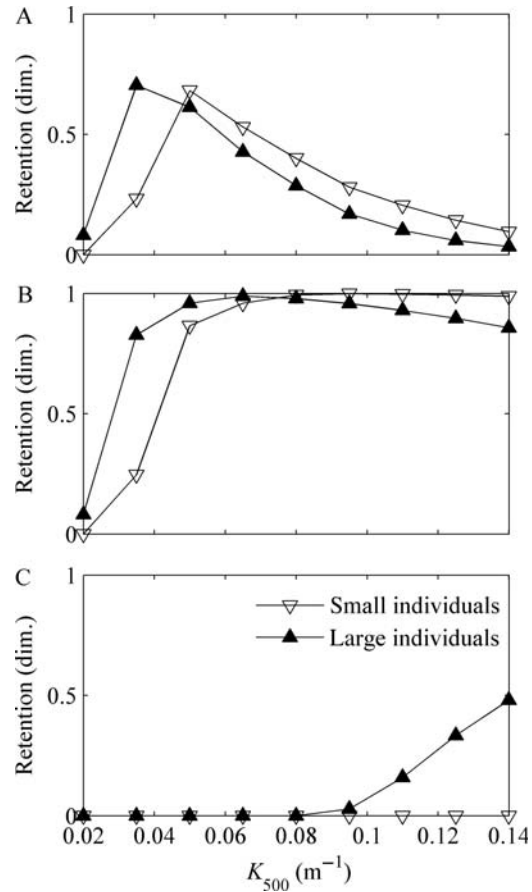 A
1
0.5
0
Retention (dim.)
B
1
0.5
0
Retention (dim.)
C
1
0.5
0
Retention (dim.)
Small individuals
Large individuals
0.02 0.04 0.06 0.08 0.1 0.12 0.14
K500 (m−1)